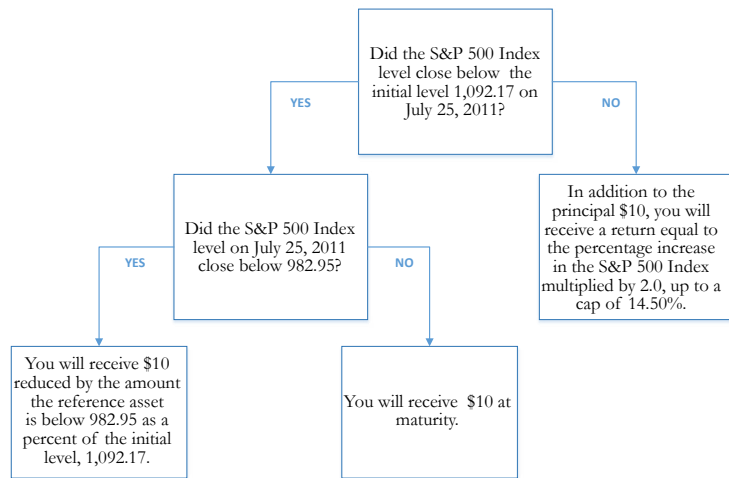 Did the S&P 500 Index
level close below the
initial level 1,092.17 on
July 25, 2011?
YES
NO
Did the S&P 500 Index
level on July 25, 2011
close below 982.95?
In addition to the
principal $10, you will
receive a return equal to
the percentage increase
in the S&P 500 Index
multiplied by 2.0, up to a
cap of 14.50%.
YES
NO
You will receive $10
reduced by the amount
the reference asset
is below 982.95 as a
percent of the initial
level, 1,092.17.
You will receive $10 at
maturity.